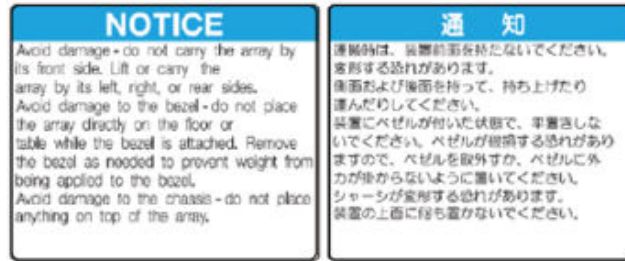 NOTICE
Avoid damage - do not carry the array by
its front side. Lift or carry the
array by its left, right, or rear sides.
Avoid damage to the bezel - do not place
the array directly on the floor or
table while the bezel is attached. Remove
the bezel as needed to prevent weight from
being applied to the bezel.
Avoid damage to the chassis - do not place
anything on top of the array.
通 知
運搬時は、装置前面を持たないでください。
変形する恐れがあります。
側面および後面を持って、持ち上げたり
運んだりしてください。
装置にベゼルが付いた状態で、平置きしな
いでください。ベゼルが破損する恐れがあり
ますので、ベゼルを取外すか、ベゼルに外
力が掛からないように置いてください。
シャーシが変形する恐れがあります。
装置の上面に何も置かないでください。